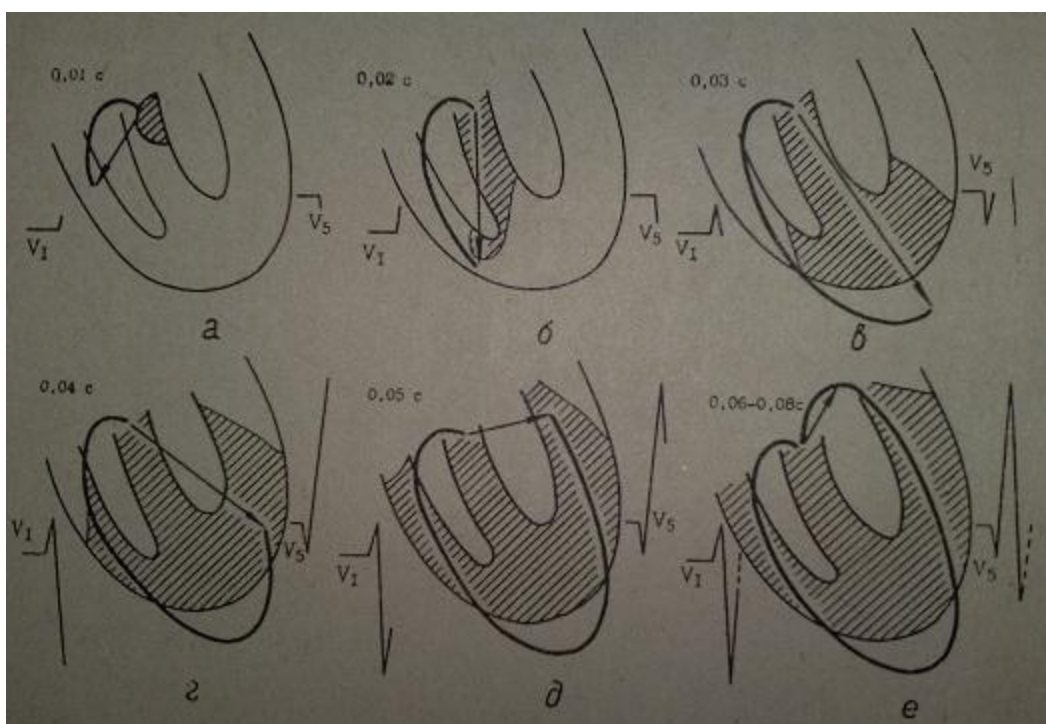 0,01 с
V₁
V₅
а
0,02 с
V₁
V₅
б
0,03 с
V₁
V₅
в
0,04 с
V₁
V₅
г
0,05 с
V₁
V₅
д
0,06-0,08с
V₁
V₅
е